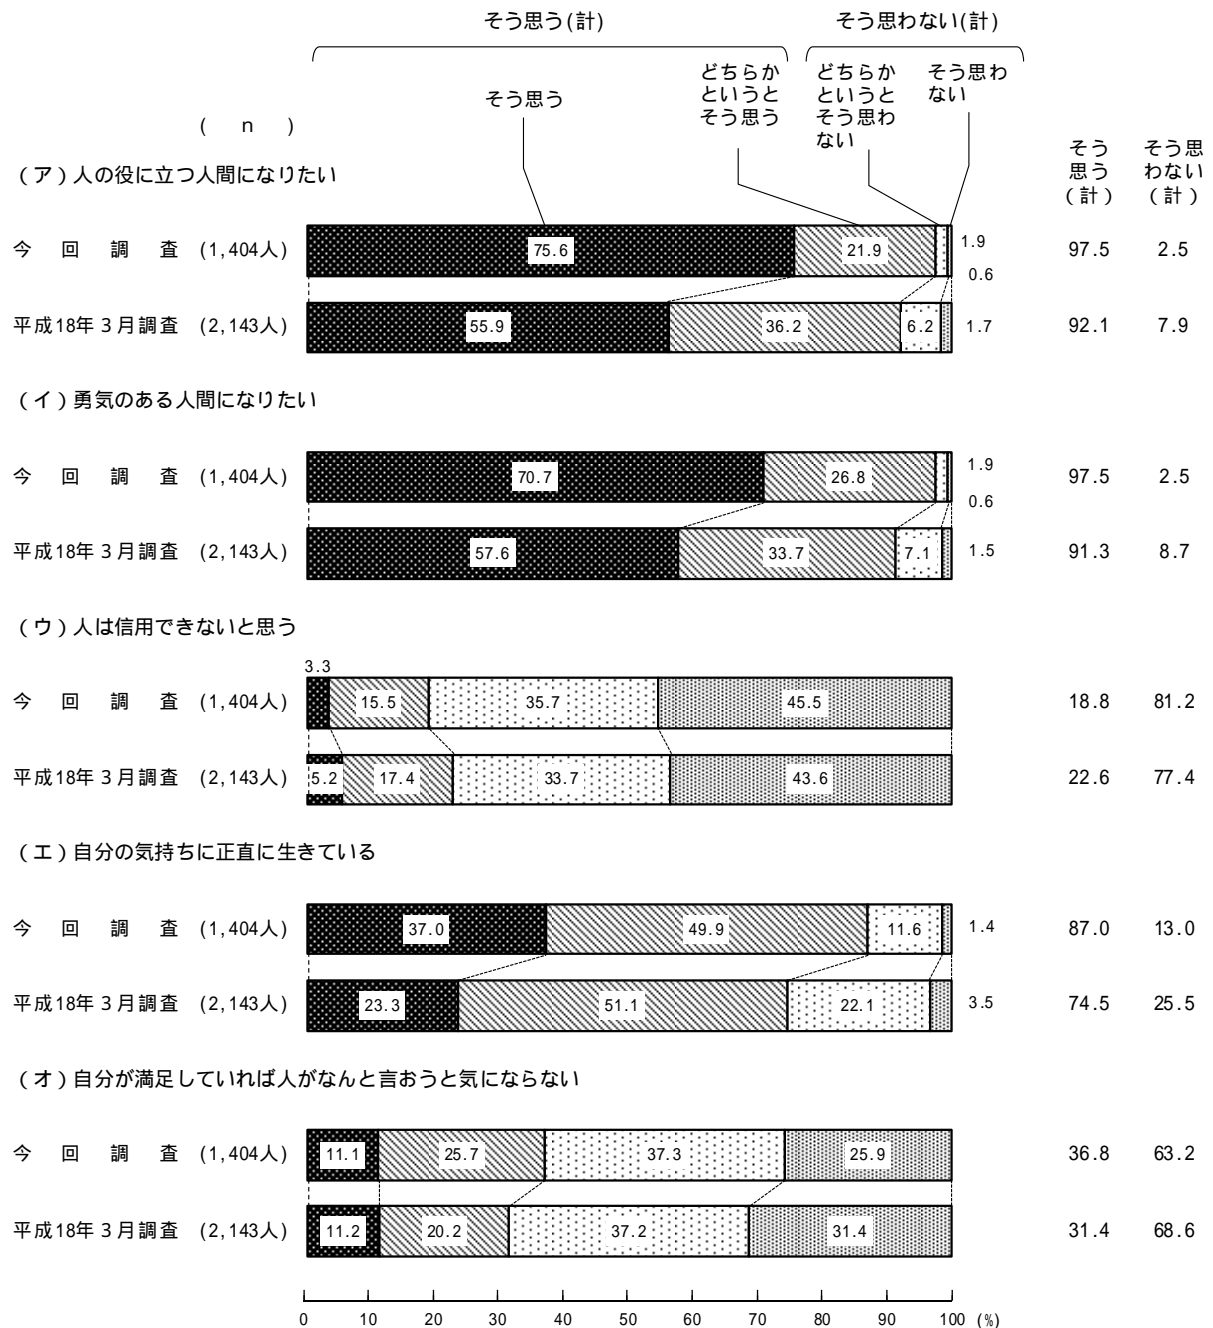 そう思う(計) そう思わない(計)
そう思う
どちらか
というと
そう思う
どちらか
というと
そう思わ
ない
そう思わ
ない
( n )
そう
思う
(計)
そう思
わない
(計)
(ア)人の役に立つ人間になりたい
今回調査 (1,404人) 75.6 21.9 1.9 0.6 97.5 2.5
平成18年3月調査 (2,143人) 55.9 36.2 6.2 1.7 92.1 7.9
(イ)勇気のある人間になりたい
今回調査 (1,404人) 70.7 26.8 1.9 0.6 97.5 2.5
平成18年3月調査 (2,143人) 57.6 33.7 7.1 1.5 91.3 8.7
(ウ)人は信用できないと思う
今回調査 (1,404人) 3.3 15.5 35.7 45.5 18.8 81.2
平成18年3月調査 (2,143人) 5.2 17.4 33.7 43.6 22.6 77.4
(エ)自分の気持ちに正直に生きている
今回調査 (1,404人) 37.0 49.9 11.6 1.4 87.0 13.0
平成18年3月調査 (2,143人) 23.3 51.1 22.1 3.5 74.5 25.5
(オ)自分が満足していれば人がなんと言おうと気にならない
今回調査 (1,404人) 11.1 25.7 37.3 25.9 36.8 63.2
平成18年3月調査 (2,143人) 11.2 20.2 37.2 31.4 31.4 68.6
0 10 20 30 40 50 60 70 80 90 100 (%)